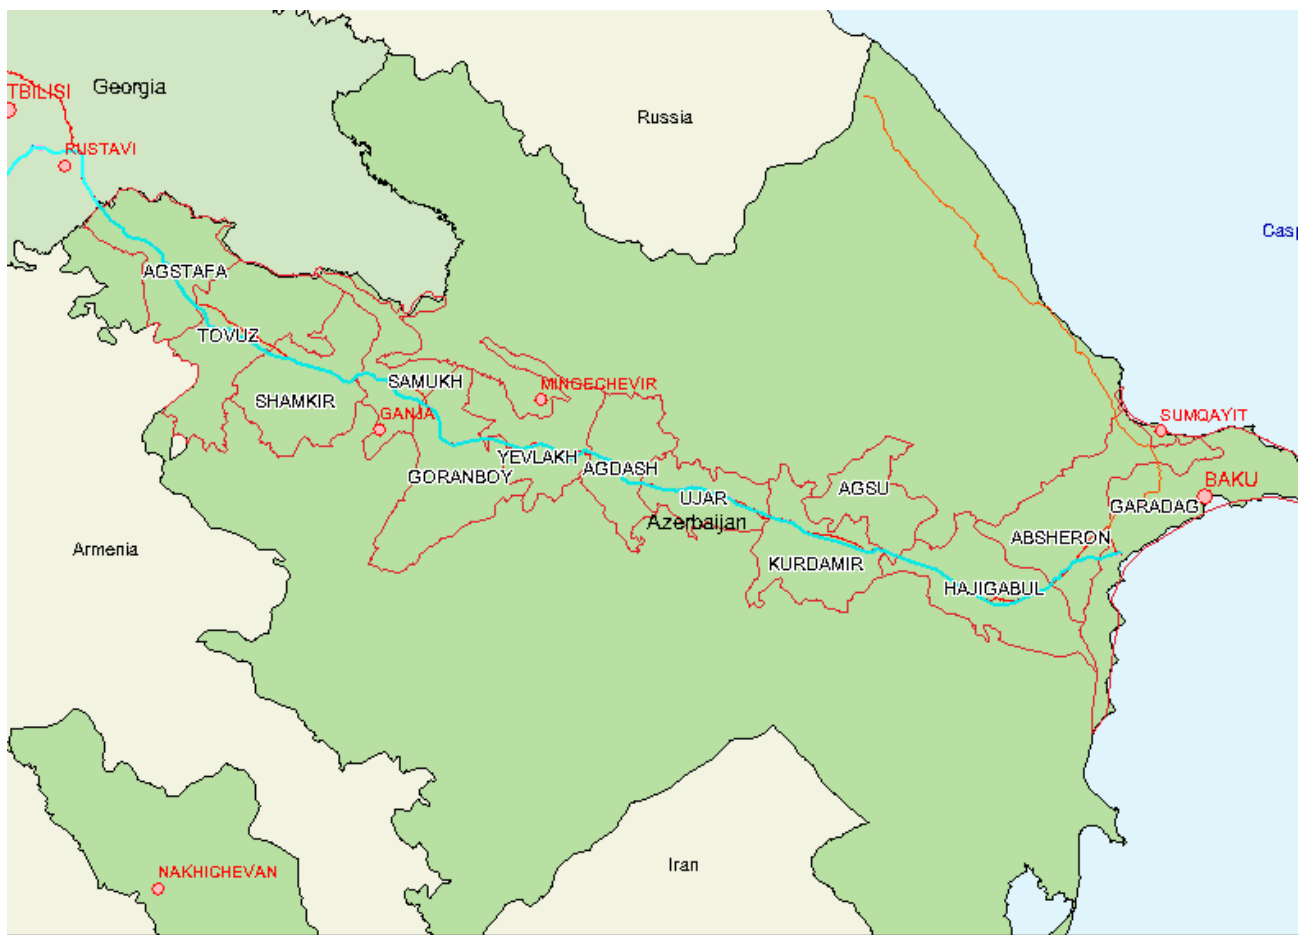 Georgia
TBILISI
Russia
RUSTAVI
Casp
AGSTAFA
TOVUZ
SAMUKH
MINGECHEVIR
SHAMKIR
GANJA
SUMQAYIT
YEVLAKH
AGDASH
GORANBOY
AGSU
BAKU
UJAR
GARADAG
Azerbaijan
ABSHERON
Armenia
KURDAMIR
HAJIGABUL
Iran
NAKHICHEVAN